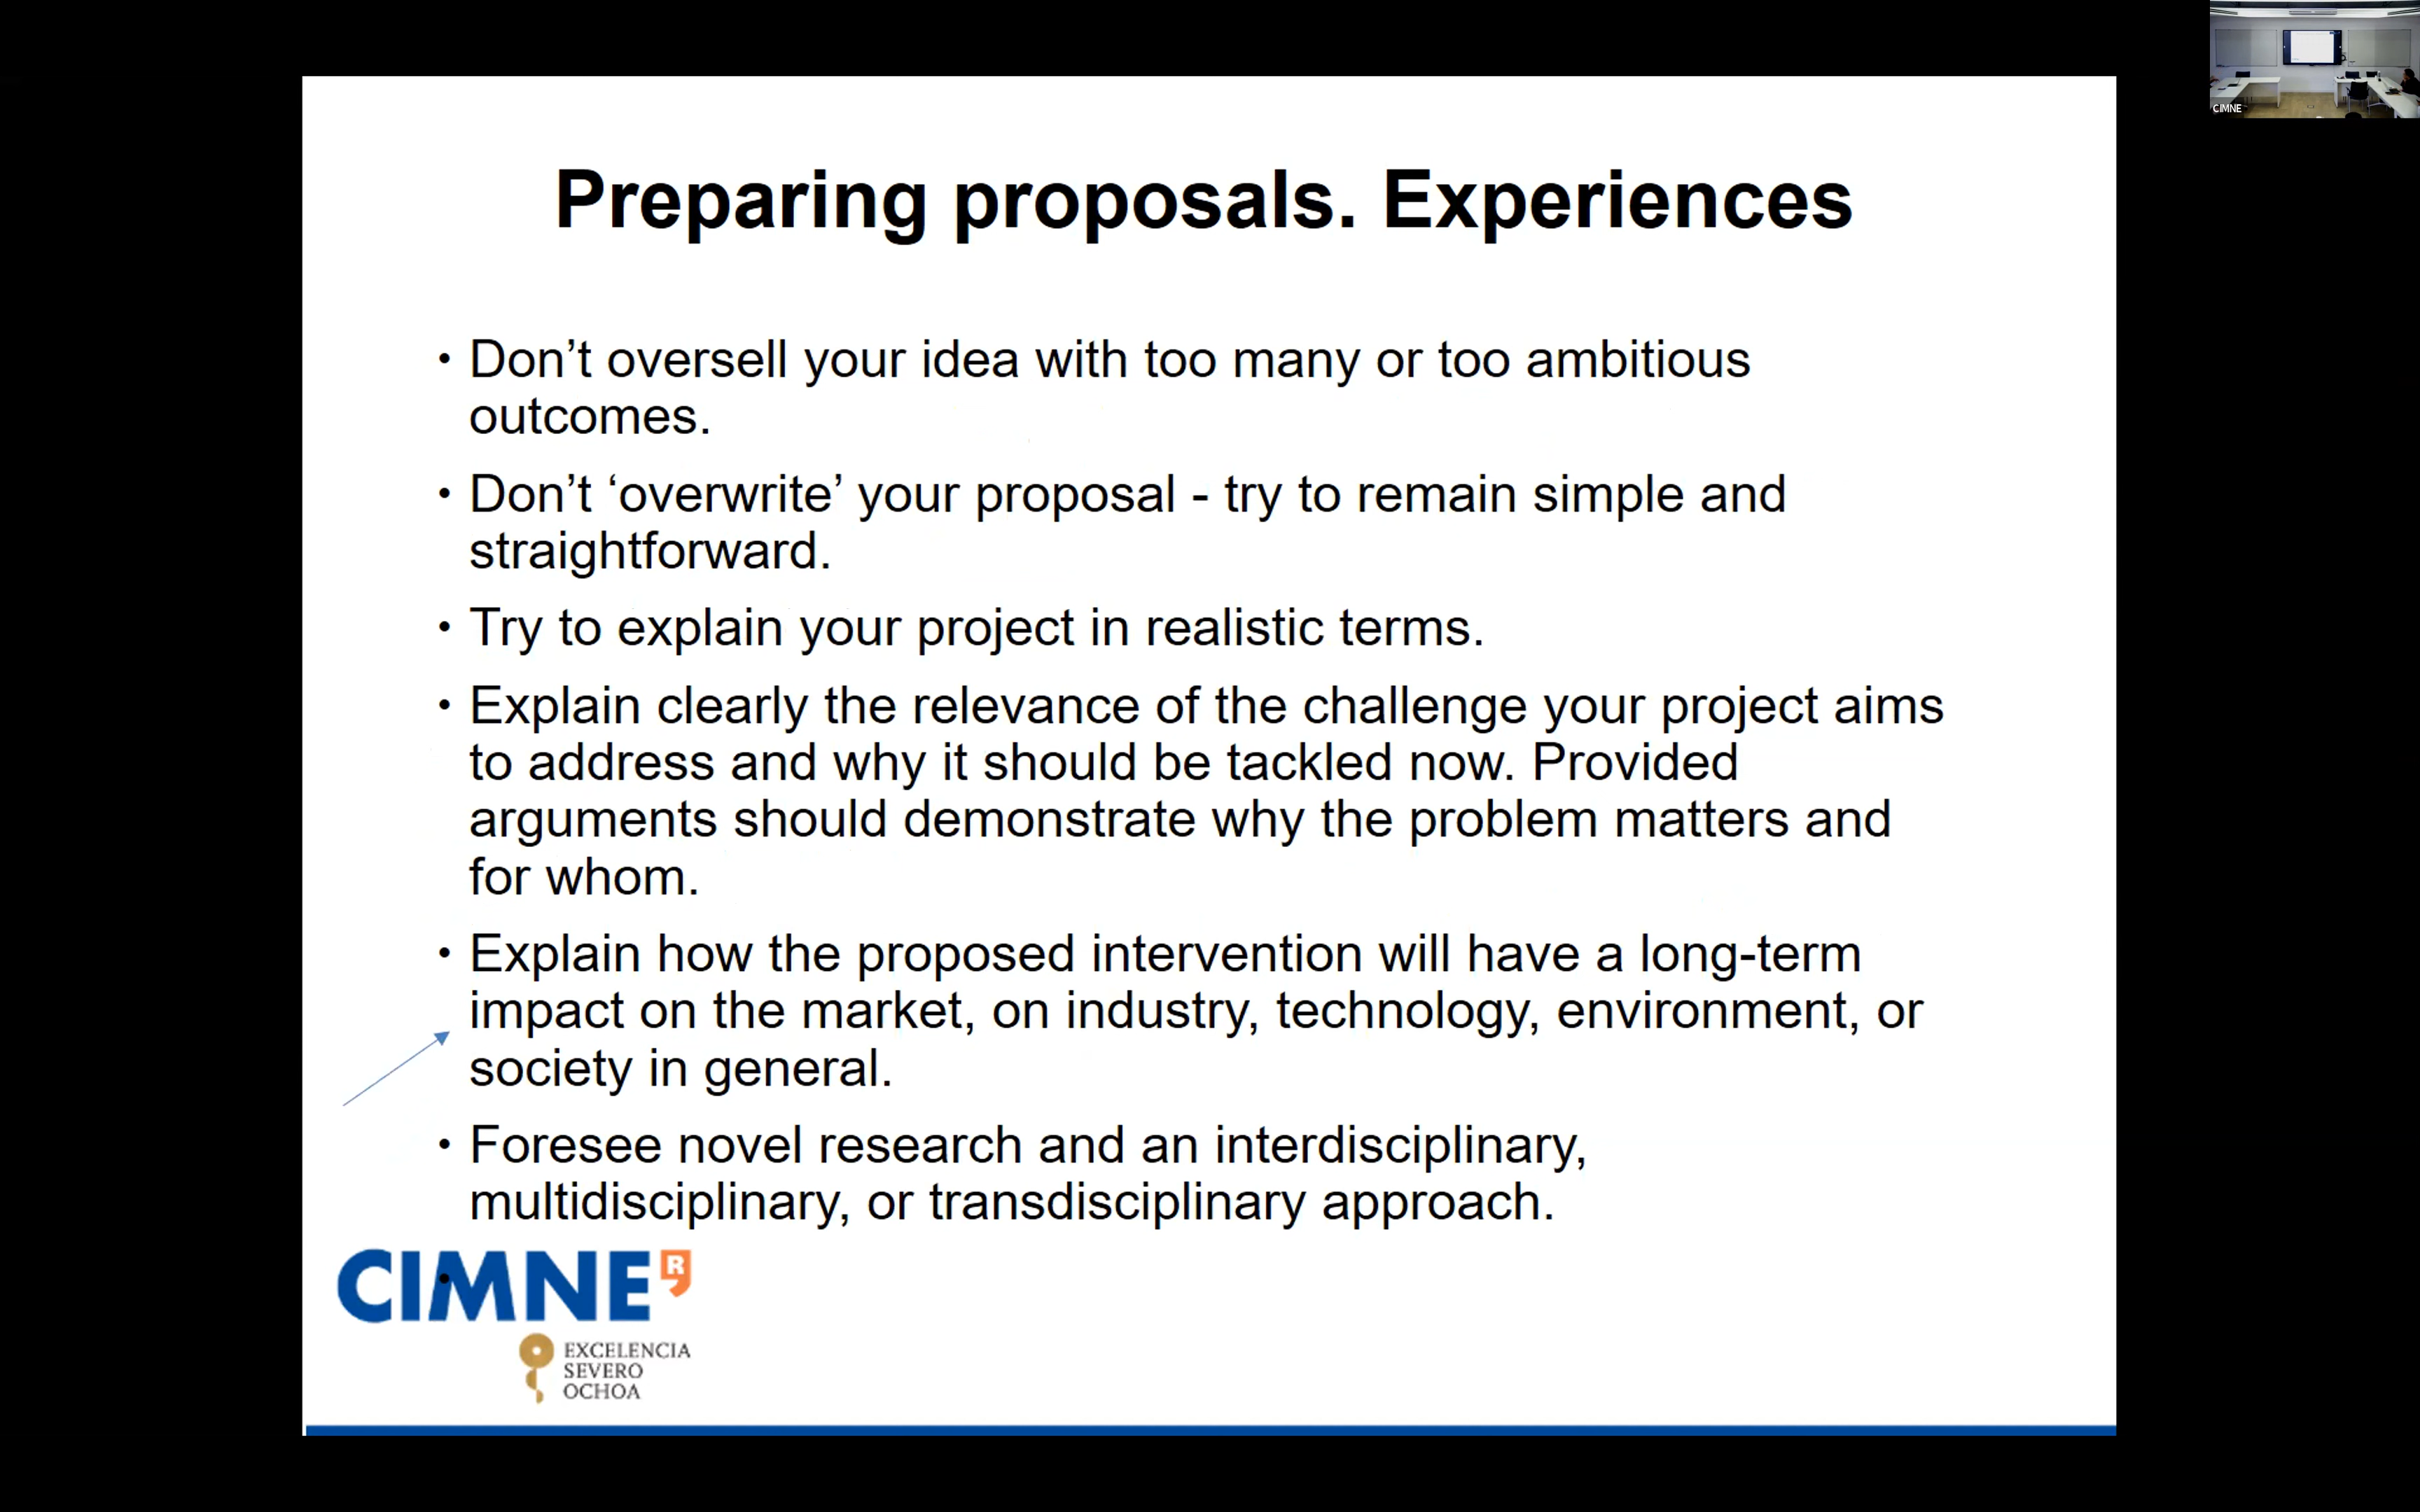 CIMNE
Preparing proposals. Experiences
• Don’t oversell your idea with too many or too ambitious
outcomes.
• Don’t ‘overwrite’ your proposal - try to remain simple and
straightforward.
• Try to explain your project in realistic terms.
• Explain clearly the relevance of the challenge your project aims
to address and why it should be tackled now. Provided
arguments should demonstrate why the problem matters and
for whom.
• Explain how the proposed intervention will have a long-term
impact on the market, on industry, technology, environment, or
society in general.
• Foresee novel research and an interdisciplinary,
multidisciplinary, or transdisciplinary approach.
CIMNE R
EXCELENCIA
SEVERO
OCHOA